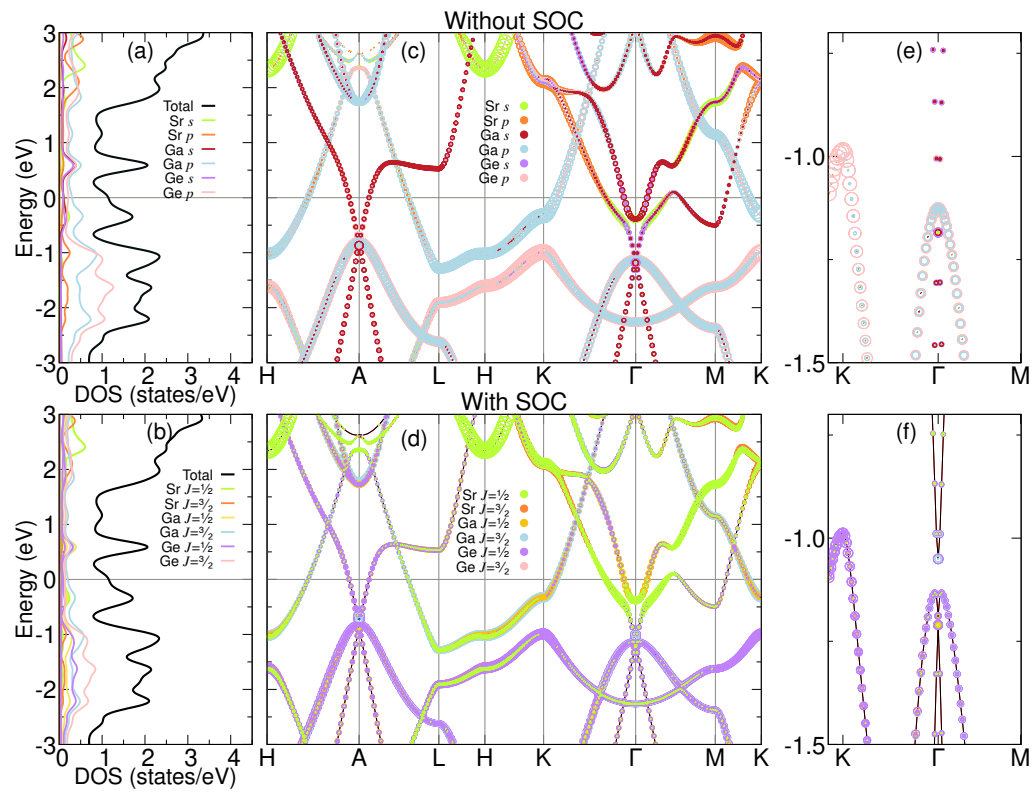 Without SOC
(a)
(c)
(e)
Energy (eV)
3
2
1
0
-1
-2
-3
Total
Sr s
Sr p
Ga s
Ga p
Ge s
Ge p
Sr s
Sr p
Ga s
Ga p
Ge s
Ge p
-1.0
-1.5
0 1 2 3 4
DOS (states/eV)
H A L H K Γ M K
K Γ M
With SOC
(b)
(d)
(f)
Energy (eV)
3
2
1
0
-1
-2
-3
Total
Sr J=½
Sr J=³⁄₂
Ga J=½
Ga J=³⁄₂
Ge J=½
Ge J=³⁄₂
Sr J=½
Sr J=³⁄₂
Ga J=½
Ga J=³⁄₂
Ge J=½
Ge J=³⁄₂
-1.0
-1.5
0 1 2 3 4
DOS (states/eV)
H A L H K Γ M K
K Γ M